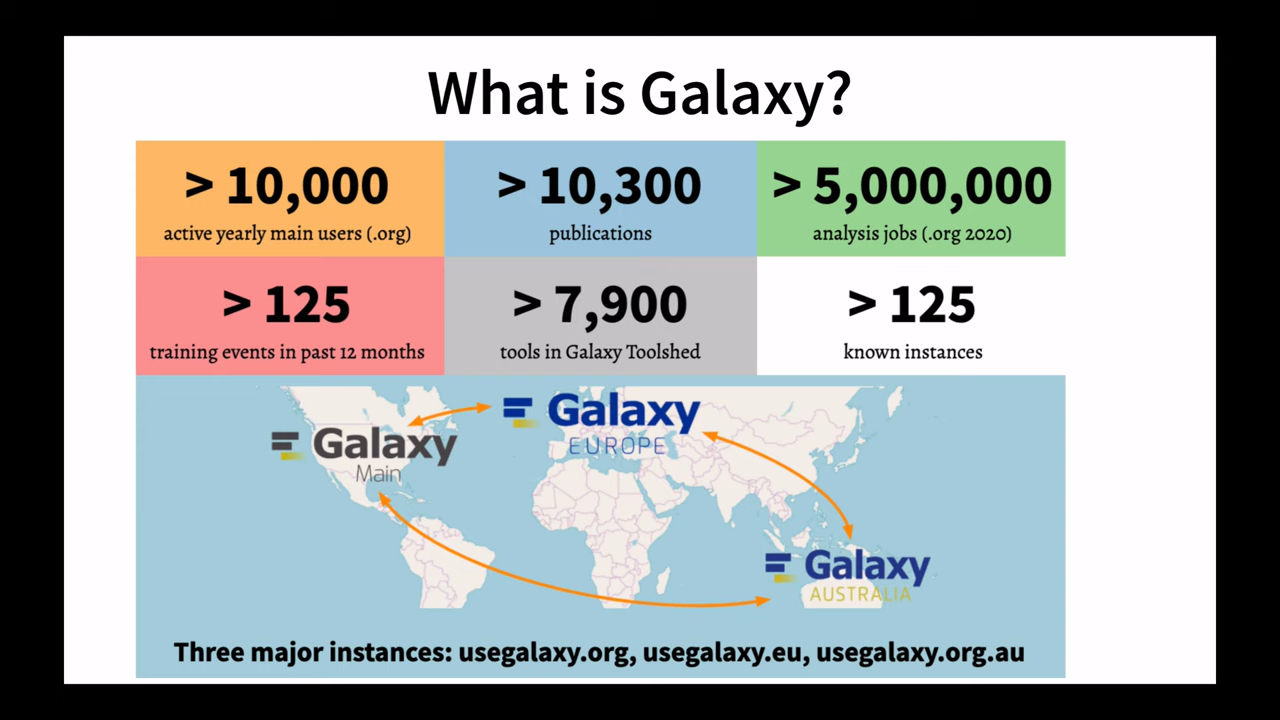 What is Galaxy?
> 10,000
active yearly main users (.org)
> 10,300
publications
> 5,000,000
analysis jobs (.org 2020)
> 125
training events in past 12 months
> 7,900
tools in Galaxy Toolshed
> 125
known instances
Galaxy
Main
Galaxy
EUROPE
Galaxy
AUSTRALIA
Three major instances: usegalaxy.org, usegalaxy.eu, usegalaxy.org.au